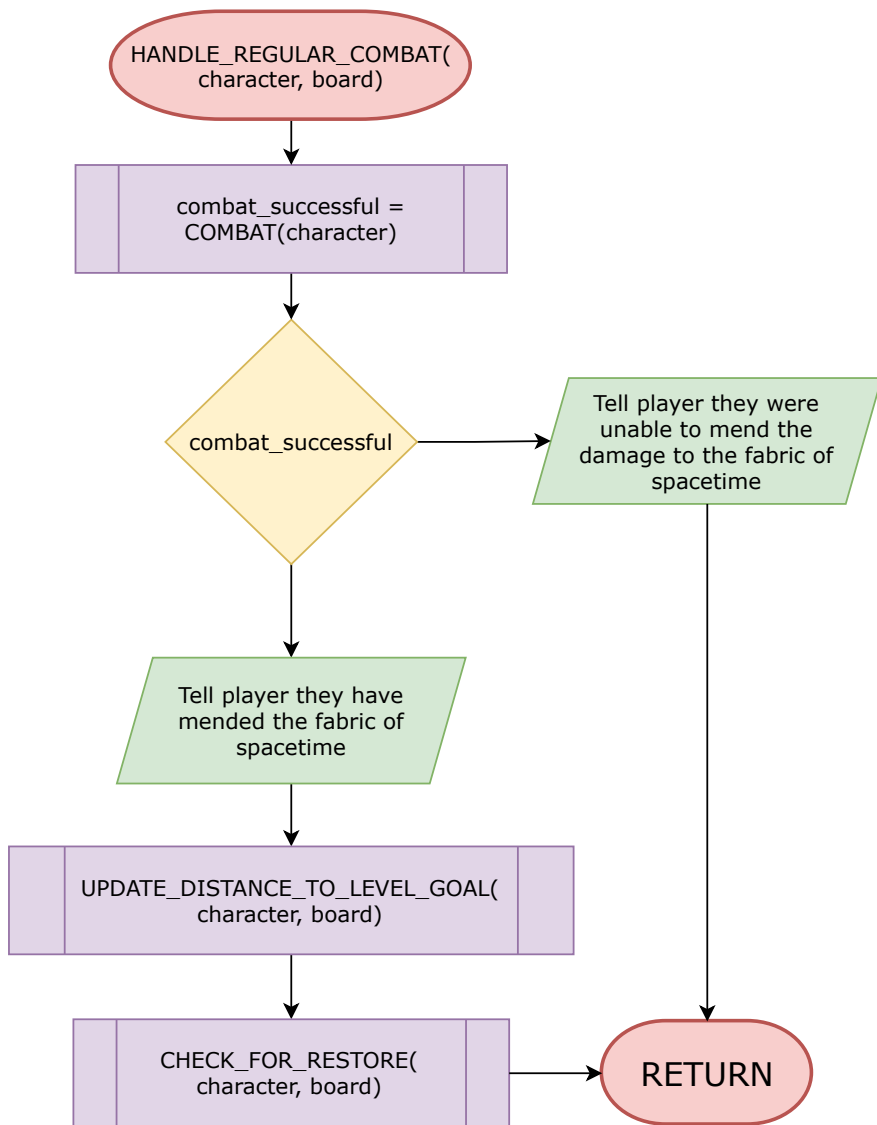 HANDLE_REGULAR_COMBAT(
character, board)
combat_successful =
COMBAT(character)
combat_successful
Tell player they were
unable to mend the
damage to the fabric of
spacetime
Tell player they have
mended the fabric of
spacetime
UPDATE_DISTANCE_TO_LEVEL_GOAL(
character, board)
CHECK_FOR_RESTORE(
character, board)
RETURN